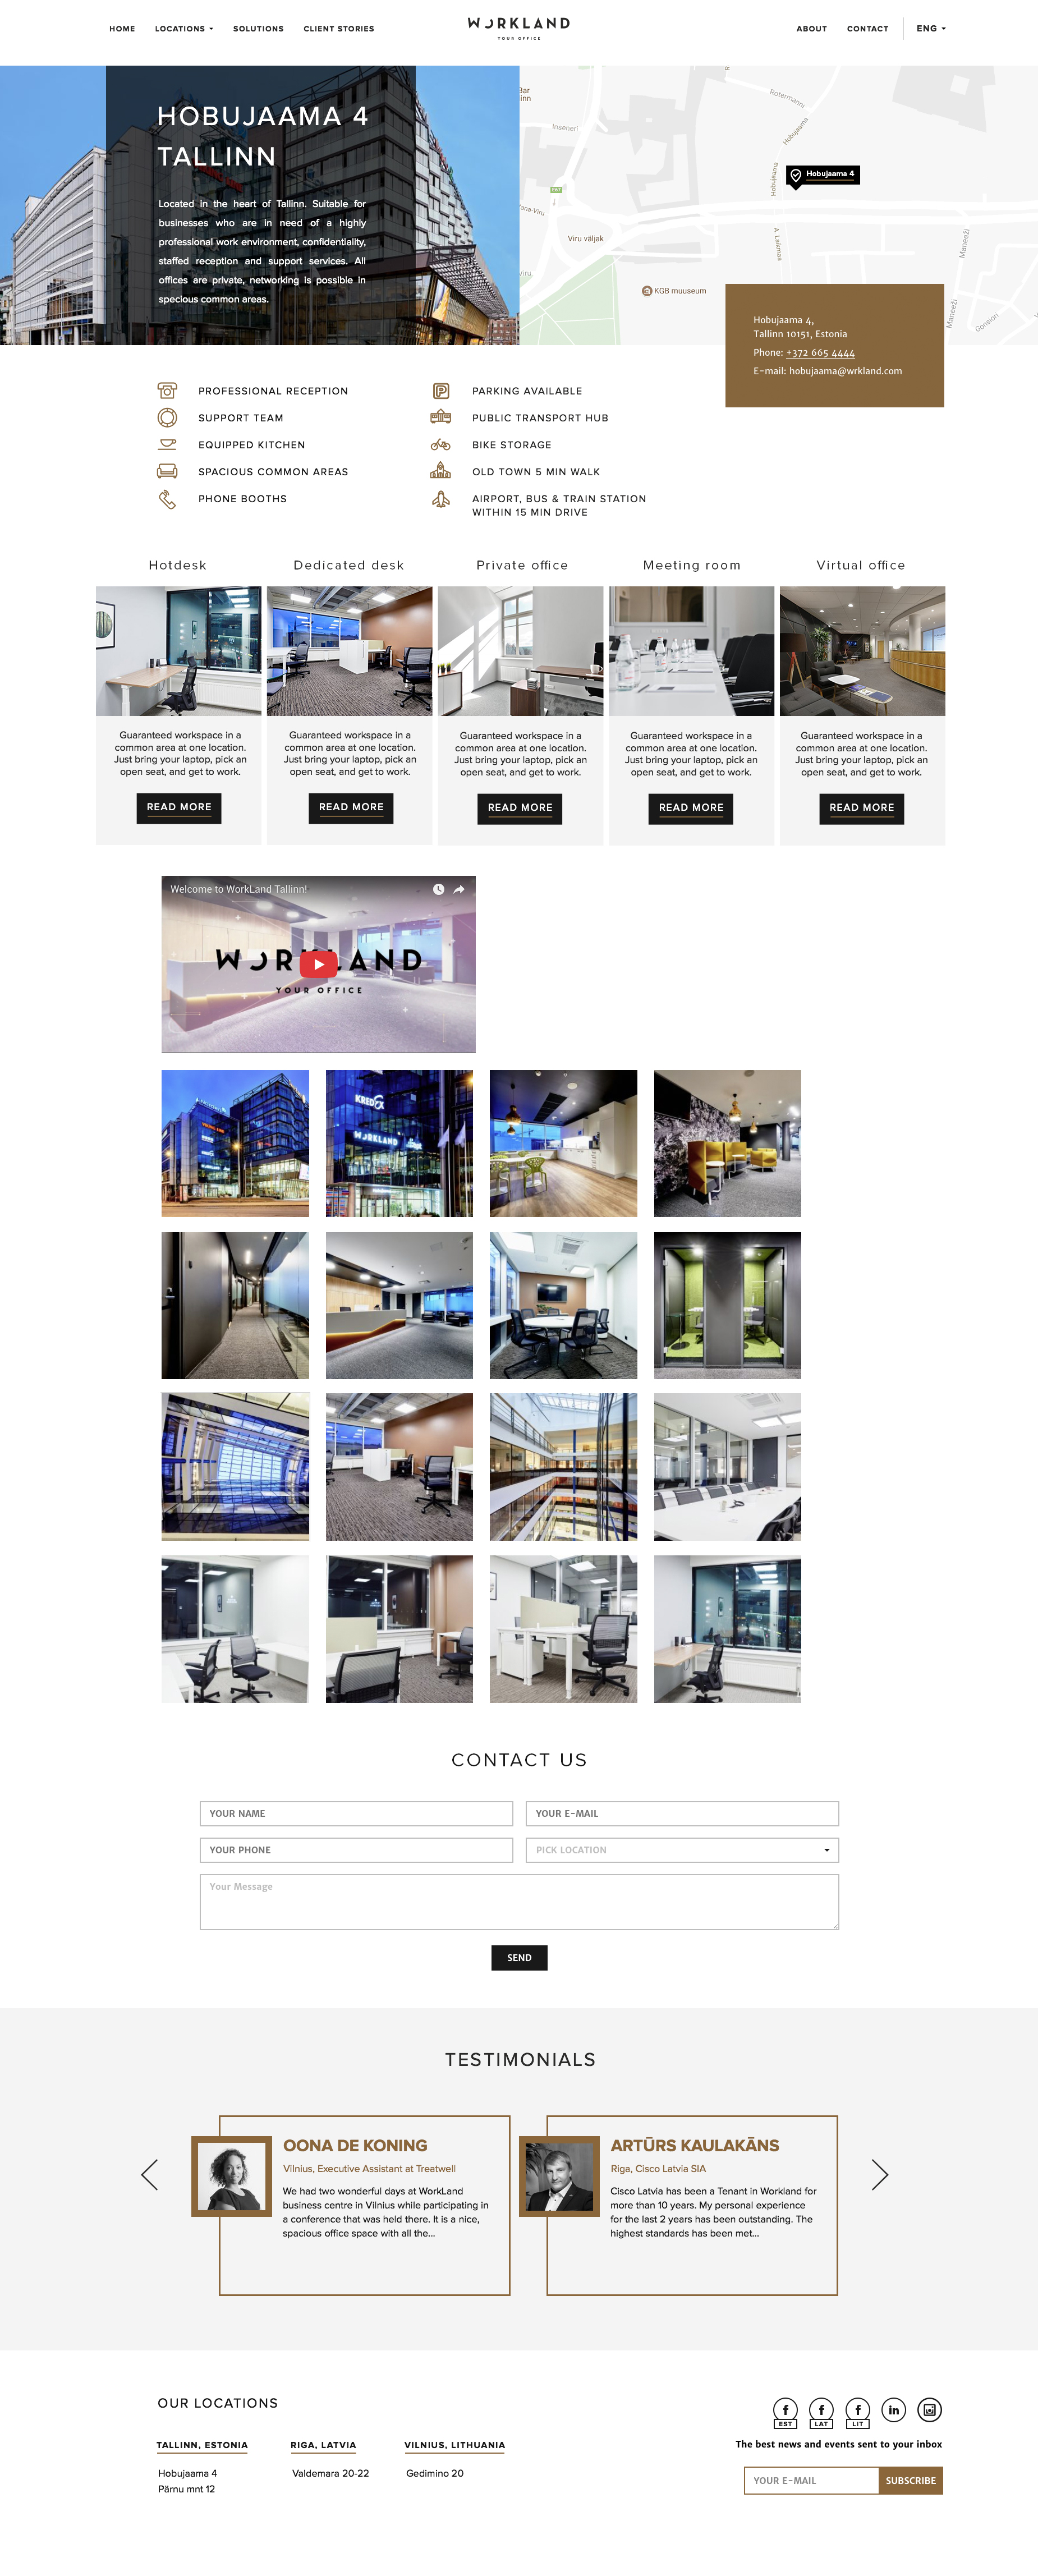 HOME LOCATIONS SOLUTIONS CLIENT STORIES
WORKLAND
YOUR OFFICE
ABOUT CONTACT ENG
HOBUJAAMA 4
TALLINN
Located in the heart of Tallinn. Suitable for
businesses who are in need of a highly
professional work environment, confidentiality,
staffed reception and support services. All
offices are private, networking is possible in
specious common areas.
Rotermanni
Inseneri
Hobujaama
Hobujaama
Hobujaama 4
Viru väljak
A. Laikmaa
Maneeži
KGB muuseum
Maneeži
Gonsiori
Hobujaama 4,
Tallinn 10151, Estonia
Phone: +372 665 4444
E-mail: hobujaama@wrkland.com
PROFESSIONAL RECEPTION
SUPPORT TEAM
EQUIPPED KITCHEN
SPACIOUS COMMON AREAS
PHONE BOOTHS
PARKING AVAILABLE
PUBLIC TRANSPORT HUB
BIKE STORAGE
OLD TOWN 5 MIN WALK
AIRPORT, BUS & TRAIN STATION
WITHIN 15 MIN DRIVE
Hotdesk
Guaranteed workspace in a
common area at one location.
Just bring your laptop, pick an
open seat, and get to work.
READ MORE
Dedicated desk
Guaranteed workspace in a
common area at one location.
Just bring your laptop, pick an
open seat, and get to work.
READ MORE
Private office
Guaranteed workspace in a
common area at one location.
Just bring your laptop, pick an
open seat, and get to work.
READ MORE
Meeting room
Guaranteed workspace in a
common area at one location.
Just bring your laptop, pick an
open seat, and get to work.
READ MORE
Virtual office
Guaranteed workspace in a
common area at one location.
Just bring your laptop, pick an
open seat, and get to work.
READ MORE
Welcome to WorkLand Tallinn!
WORKLAND
YOUR OFFICE
KREDEX
WORKLAND
CONTACT US
YOUR NAME
YOUR E-MAIL
YOUR PHONE
PICK LOCATION
Your Message
SEND
TESTIMONIALS
OONA DE KONING
Vilnius, Executive Assistant at Treatwell
We had two wonderful days at WorkLand
business centre in Vilnius while participating in
a conference that was held there. It is a nice,
spacious office space with all the...
ARTŪRS KAULAKĀNS
Riga, Cisco Latvia SIA
Cisco Latvia has been a Tenant in Workland for
more than 10 years. My personal experience
for the last 2 years has been outstanding. The
highest standards has been met...
OUR LOCATIONS
TALLINN, ESTONIA
Hobujaama 4
Pärnu mnt 12
RIGA, LATVIA
Valdemara 20-22
VILNIUS, LITHUANIA
Gedimino 20
EST LAT LIT
The best news and events sent to your inbox
YOUR E-MAIL SUBSCRIBE